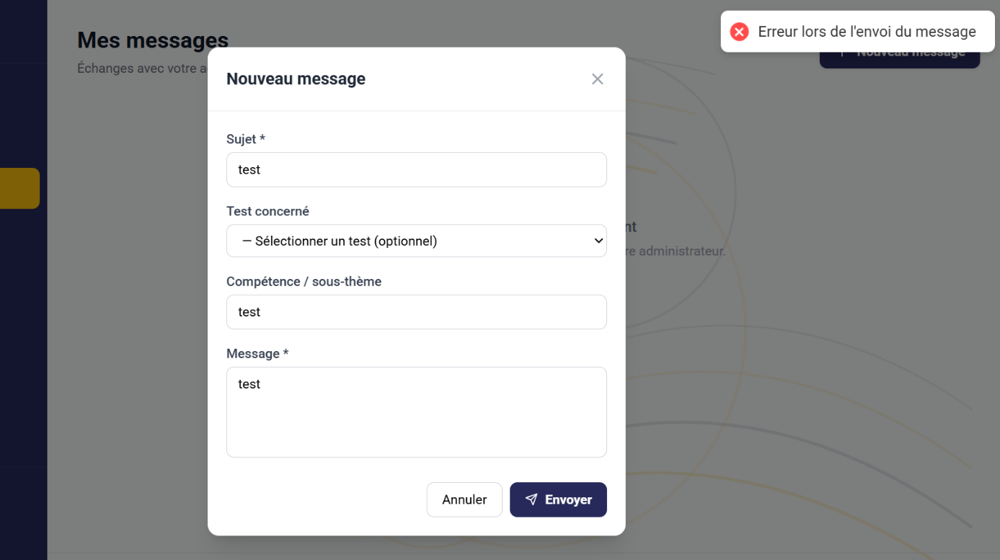 Mes messages
Erreur lors de l'envoi du message
Nouveau message
Échanges avec votre a
Nouveau message
Sujet *
test
Test concerné
— Sélectionner un test (optionnel)
nt
re administrateur.
Compétence / sous-thème
test
Message *
test
Annuler
Envoyer